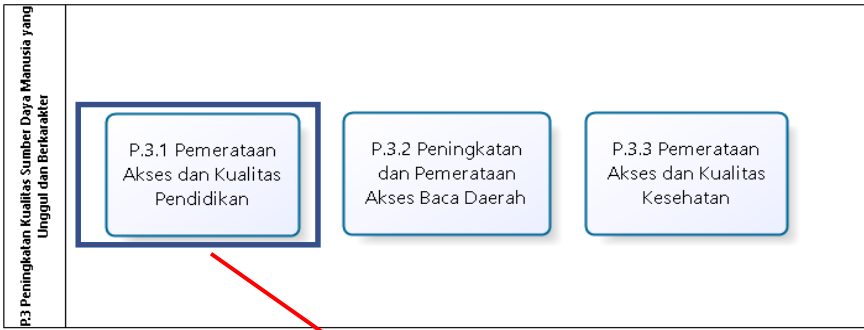 P.3 Peningkatan Kualitas Sumber Daya Manusia yang
Unggul dan Berkarakter
P.3.1 Pemerataan
Akses dan Kualitas
Pendidikan
P.3.2 Peningkatan
dan Pemerataan
Akses Baca Daerah
P.3.3 Pemerataan
Akses dan Kualitas
Kesehatan